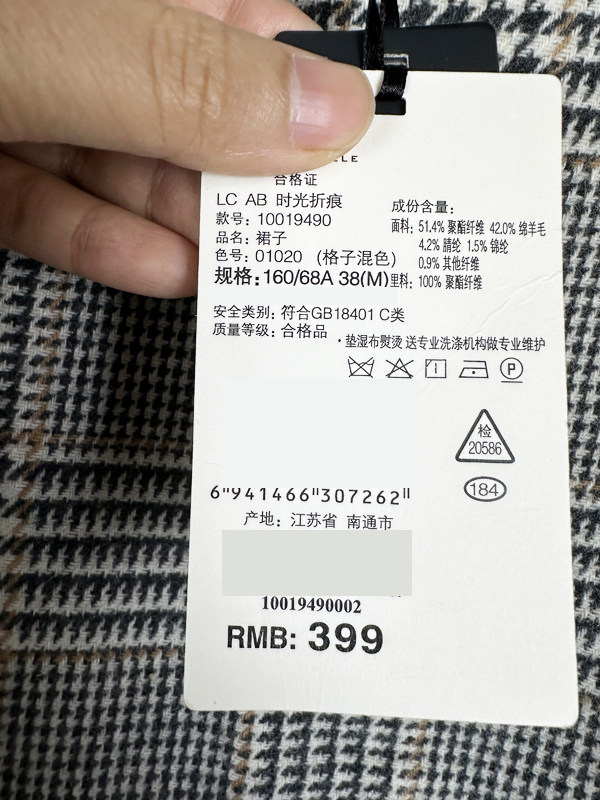 合格证
LC AB 时光折痕
款号: 10019490
品名: 裙子
色号: 01020 (格子混色)
规格: 160/68A 38(M)
成份含量:
面料: 51.4% 聚酯纤维 42.0% 绵羊毛
4.2% 腈纶 1.5% 锦纶
0.9% 其他纤维
里料: 100% 聚酯纤维
安全类别: 符合GB18401 C类
质量等级: 合格品
·垫湿布熨烫 送专业洗涤机构做专业维护
P
检
20586
184
6"941466"307262"
产地: 江苏省 南通市
10019490002
RMB: 399